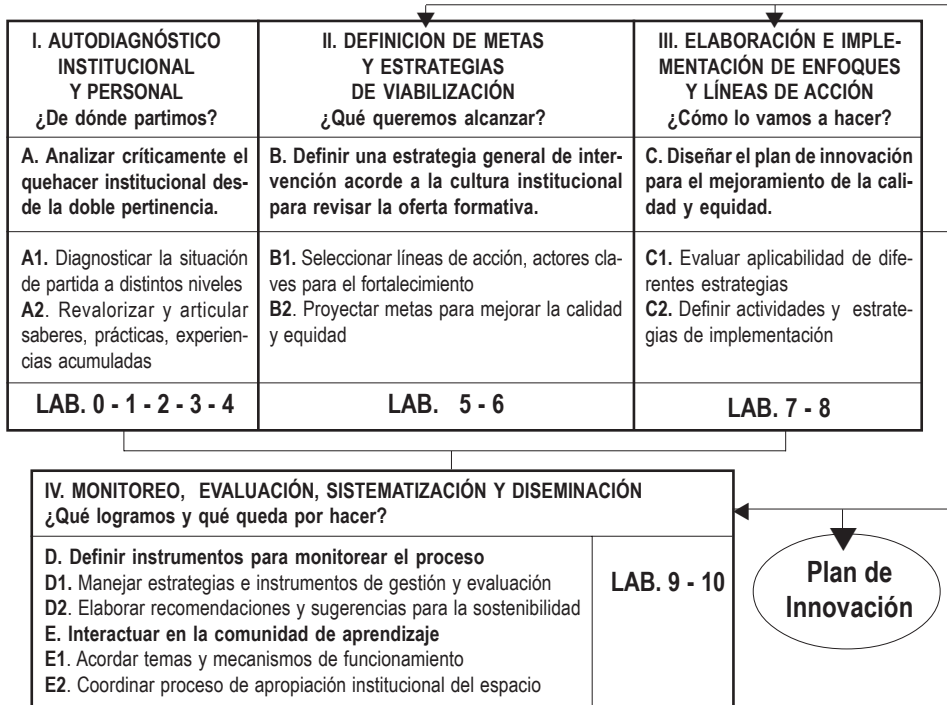 I. AUTODIAGNÓSTICO
INSTITUCIONAL
Y PERSONAL
¿De dónde partimos?
A. Analizar críticamente el
quehacer institucional des-
de la doble pertinencia.
A1. Diagnosticar la situación
de partida a distintos niveles
A2. Revalorizar y articular
saberes, prácticas, experien-
cias acumuladas
LAB. 0 - 1 - 2 - 3 - 4
II. DEFINICION DE METAS
Y ESTRATEGIAS
DE VIABILIZACIÓN
¿Qué queremos alcanzar?
B. Definir una estrategia general de inter-
vención acorde a la cultura institucional
para revisar la oferta formativa.
B1. Seleccionar líneas de acción, actores cla-
ves para el fortalecimiento
B2. Proyectar metas para mejorar la calidad
y equidad
LAB. 5 - 6
III. ELABORACIÓN E IMPLE-
MENTACIÓN DE ENFOQUES
Y LÍNEAS DE ACCIÓN
¿Cómo lo vamos a hacer?
C. Diseñar el plan de innovación
para el mejoramiento de la cali-
dad y equidad.
C1. Evaluar aplicabilidad de dife-
rentes estrategias
C2. Definir actividades y estrate-
gias de implementación
LAB. 7 - 8
IV. MONITOREO, EVALUACIÓN, SISTEMATIZACIÓN Y DISEMINACIÓN
¿Qué logramos y qué queda por hacer?
D. Definir instrumentos para monitorear el proceso
D1. Manejar estrategias e instrumentos de gestión y evaluación
D2. Elaborar recomendaciones y sugerencias para la sostenibilidad
E. Interactuar en la comunidad de aprendizaje
E1. Acordar temas y mecanismos de funcionamiento
E2. Coordinar proceso de apropiación institucional del espacio
LAB. 9 - 10
Plan de
Innovación